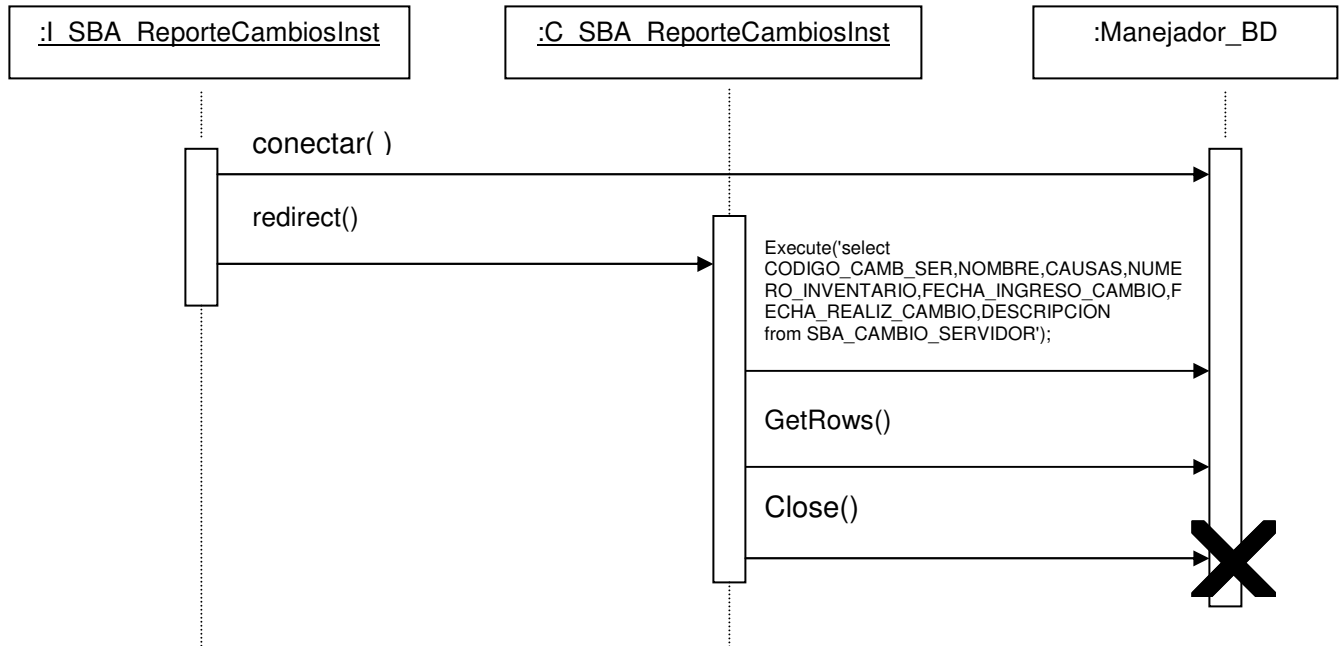 :I_SBA_ReporteCambiosInst
:C_SBA_ReporteCambiosInst
:Manejador_BD
conectar( )
redirect()
Execute('select
CODIGO_CAMB_SER,NOMBRE,CAUSAS,NUME
RO_INVENTARIO,FECHA_INGRESO_CAMBIO,F
ECHA_REALIZ_CAMBIO,DESCRIPCION
from SBA_CAMBIO_SERVIDOR');
GetRows()
Close()